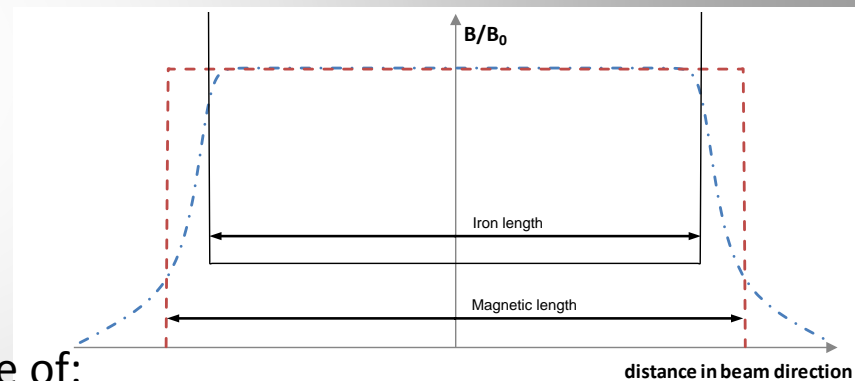 B/B₀
Iron length
Magnetic length
e of:
distance in beam direction